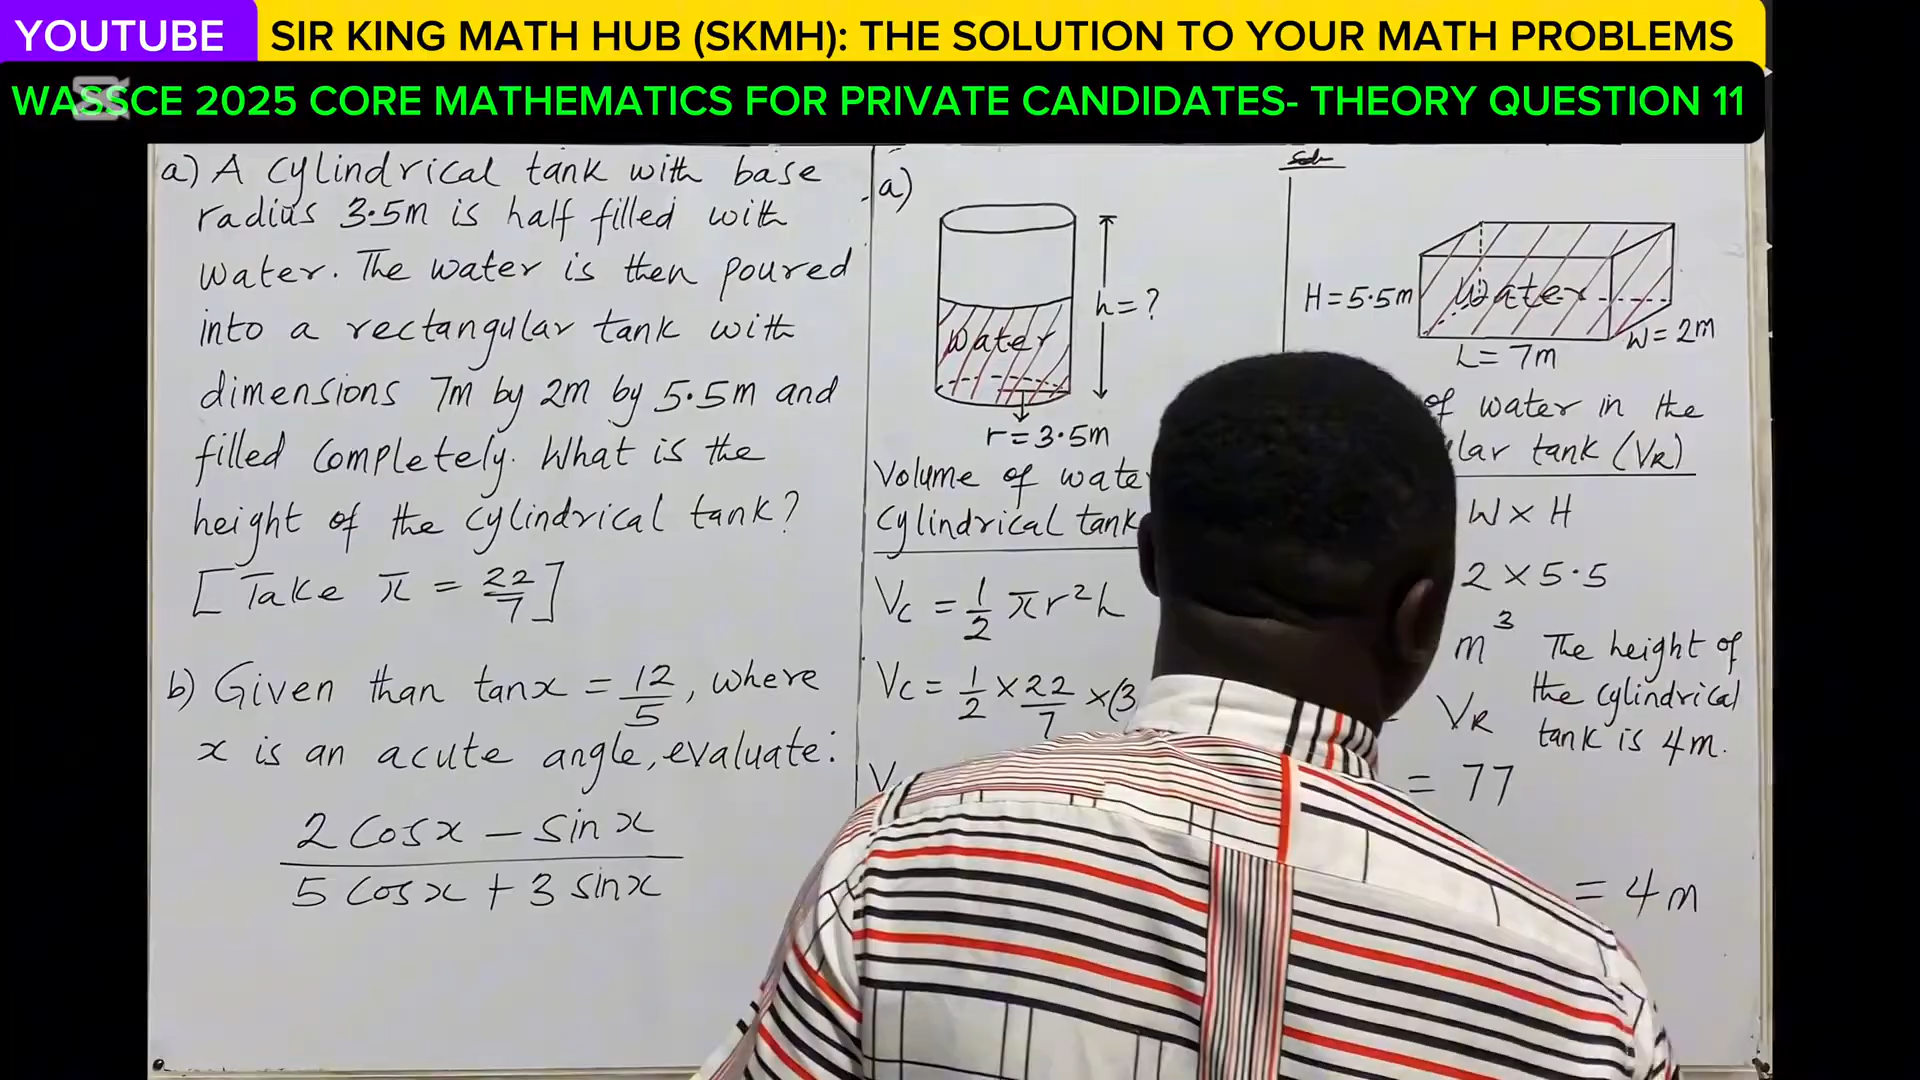 YOUTUBE
SIR KING MATH HUB (SKMH): THE SOLUTION TO YOUR MATH PROBLEMS
WASSCE 2025 CORE MATHEMATICS FOR PRIVATE CANDIDATES- THEORY QUESTION 11
a) A cylindrical tank with base
radius 3.5m is half filled with
water. The water is then poured
into a rectangular tank with
dimensions 7m by 2m by 5.5m and
filled completely. What is the
height of the cylindrical tank?
[Take π = 22/7]
b) Given than tanx = 12/5, where
x is an acute angle, evaluate:
2 cosx – sin x
5 cosx + 3 sinx
a)
h = ?
water
r = 3.5m
Volume of wate
cylindrical tank
Vc = 1/2 πr²h
Vc = 1/2 × 22/7 × (3
V
Soln
H = 5.5m
Water
W = 2m
L = 7m
of water in the
lar tank (VR)
W × H
2 × 5.5
m³
VR
= 77
= 4m
The height of
the cylindrical
tank is 4m.